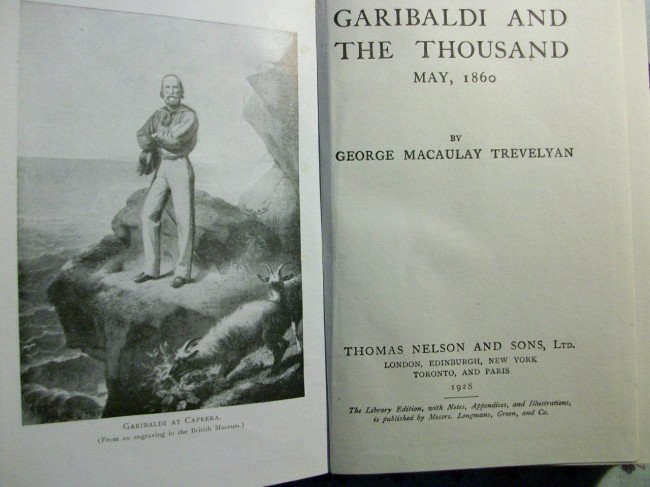 GARIBALDI AT CAPRERA.
(From an engraving in the British Museum.)
GARIBALDI AND
THE THOUSAND
MAY, 1860
BY
GEORGE MACAULAY TREVELYAN
THOMAS NELSON AND SONS, LTD.
LONDON, EDINBURGH, NEW YORK
TORONTO, AND PARIS
1928
The Library Edition, with Notes, Appendices, and Illustrations,
is published by Messrs. Longmans, Green, and Co.